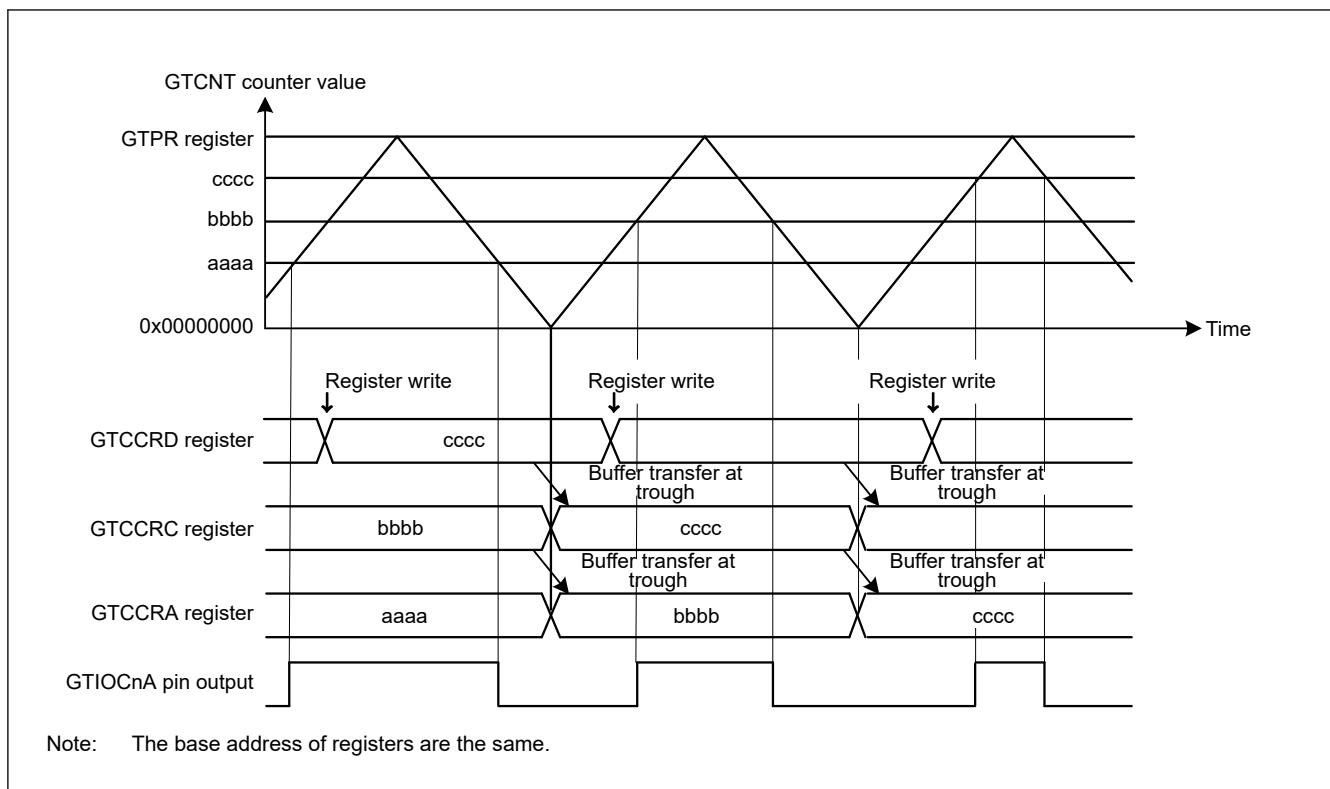 GTCNT counter value
GTPR register
cccc
bbbb
aaaa
0x00000000
Time
Register write
Register write
Register write
GTCCRD register
cccc
Buffer transfer at
trough
Buffer transfer at
trough
GTCCRC register
bbbb
cccc
Buffer transfer at
trough
Buffer transfer at
trough
GTCCRA register
aaaa
bbbb
cccc
GTIOCnA pin output
Note: The base address of registers are the same.